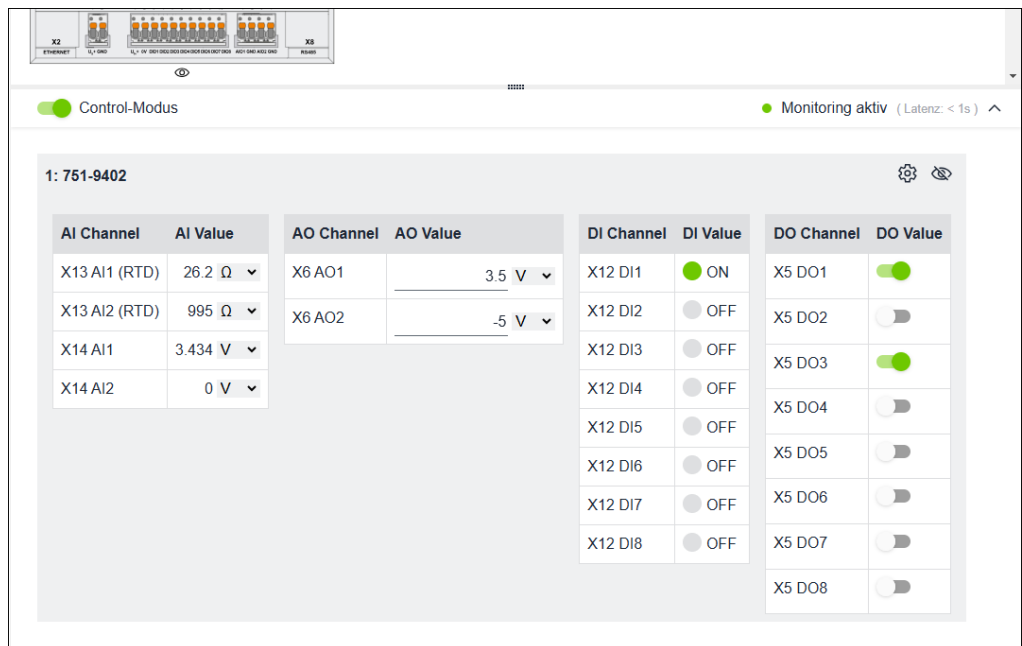 X2
ETHERNET
X8
RS485
Control-Modus
Monitoring aktiv ( Latenz: < 1s )
1: 751-9402
AI Channel AI Value
X13 AI1 (RTD) 26.2 Ω
X13 AI2 (RTD) 995 Ω
X14 AI1 3.434 V
X14 AI2 0 V
AO Channel AO Value
X6 AO1 3.5 V
X6 AO2 -5 V
DI Channel DI Value
X12 DI1 ON
X12 DI2 OFF
X12 DI3 OFF
X12 DI4 OFF
X12 DI5 OFF
X12 DI6 OFF
X12 DI7 OFF
X12 DI8 OFF
DO Channel DO Value
X5 DO1
X5 DO2
X5 DO3
X5 DO4
X5 DO5
X5 DO6
X5 DO7
X5 DO8